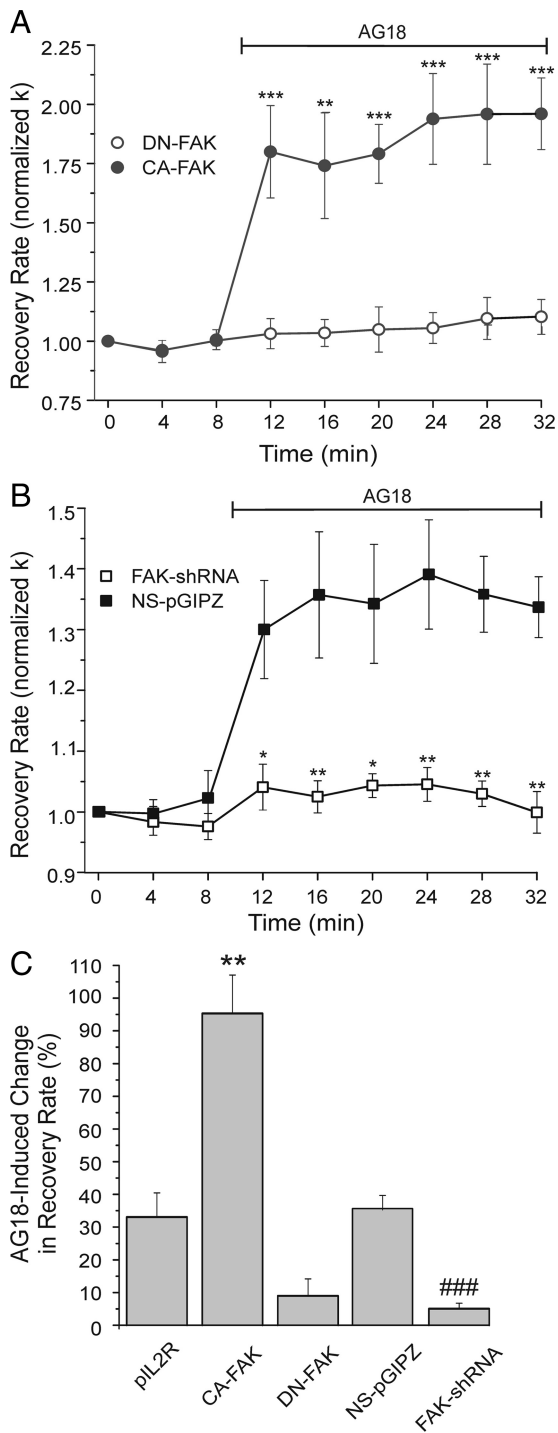 A
AG18
2.25
2.00
1.75
1.50
1.25
1.00
0.75
Recovery Rate (normalized k)
DN-FAK
CA-FAK
*** ** *** *** *** ***
0 4 8 12 16 20 24 28 32
Time (min)
B
AG18
1.5
1.4
1.3
1.2
1.1
1.0
0.9
Recovery Rate (normalized k)
FAK-shRNA
NS-pGIPZ
* ** * ** ** **
0 4 8 12 16 20 24 28 32
Time (min)
C
110
100
90
80
70
60
50
40
30
20
10
0
AG18-Induced Change
in Recovery Rate (%)
**
###
pIL2R
CA-FAK
DN-FAK
NS-pGIPZ
FAK-shRNA